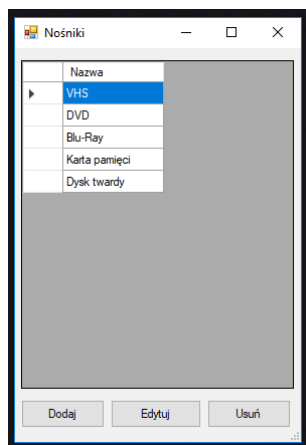 Nośniki
Nazwa
VHS
DVD
Blu-Ray
Karta pamięci
Dysk twardy
Dodaj Edytuj Usuń